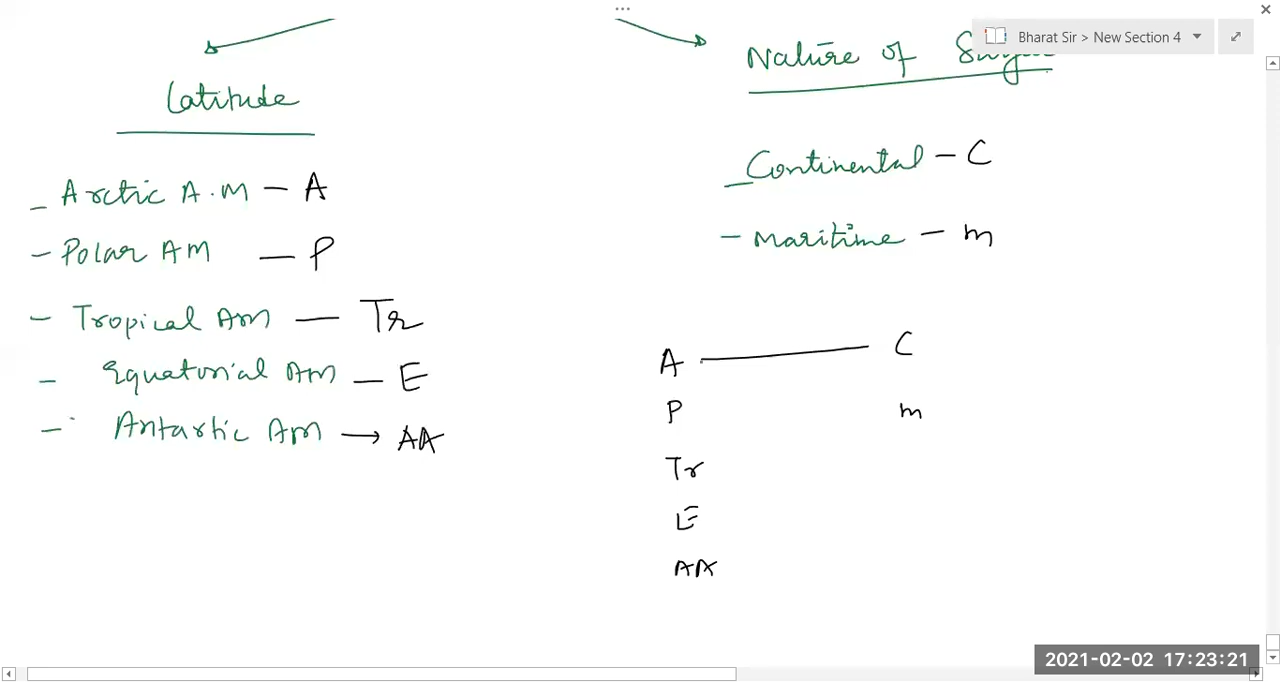 Bharat Sir > New Section 4
Nature of
Latitude
Continental - C
- Arctic A.M - A
- Maritime - m
- Polar AM - P
- Tropical AM - Tr
A - C
- Equatorial AM - E
P m
- Antartic AM → AA
Tr
E
AA
2021-02-02 17:23:21